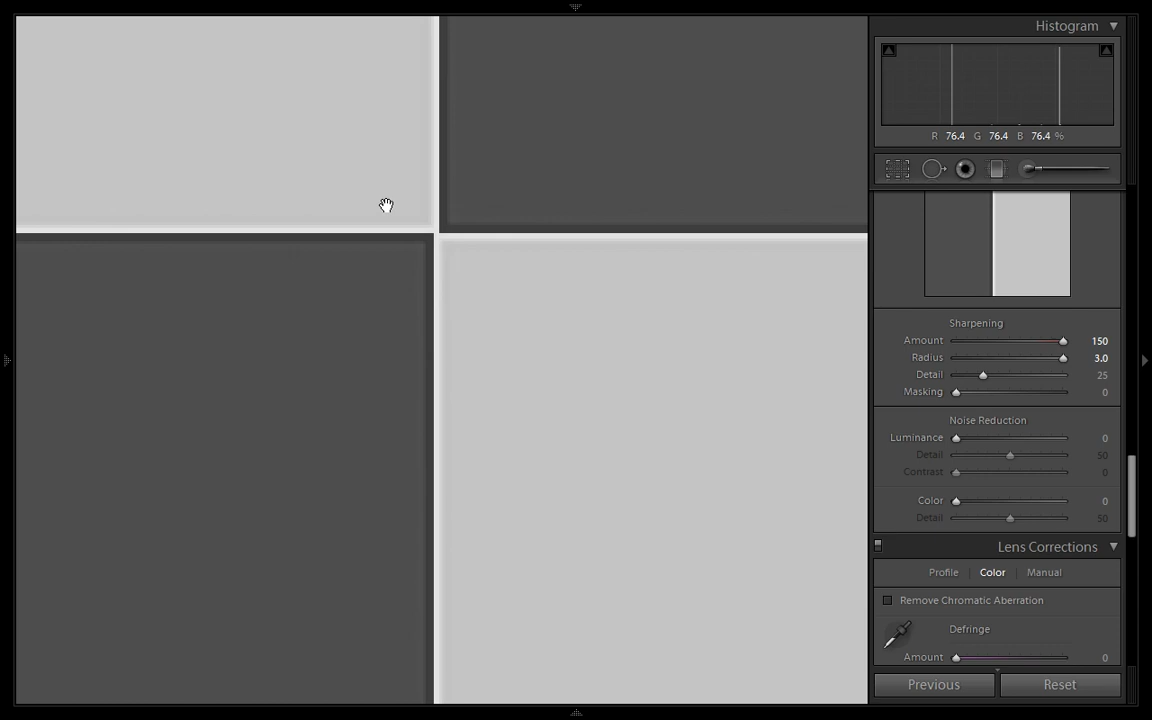 Histogram
R 76.4 G 76.4 B 76.4 %
Sharpening
Amount 150
Radius 3.0
Detail 25
Masking 0
Noise Reduction
Luminance 0
Detail 50
Contrast 0
Color 0
Detail 50
Lens Corrections
Profile | Color | Manual
Remove Chromatic Aberration
Defringe
Amount 0
Previous Reset